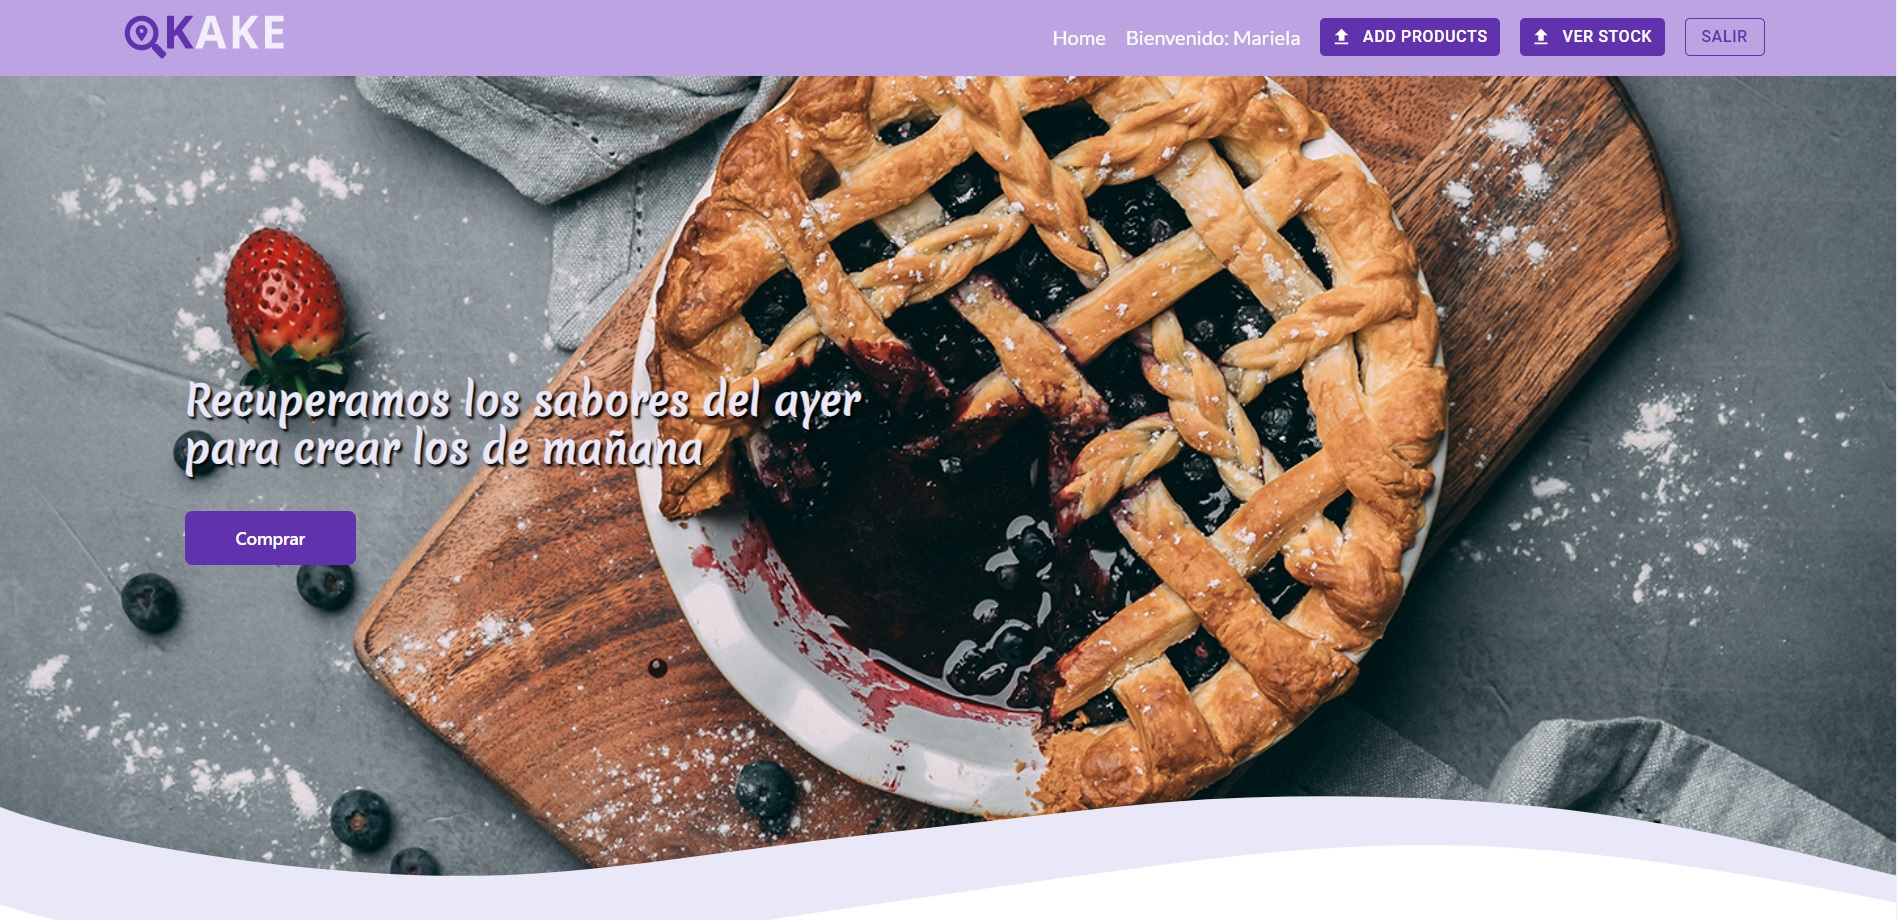 KAKE
Home Bienvenido: Mariela ADD PRODUCTS VER STOCK SALIR
Recuperamos los sabores del ayer
para crear los de mañana
Comprar